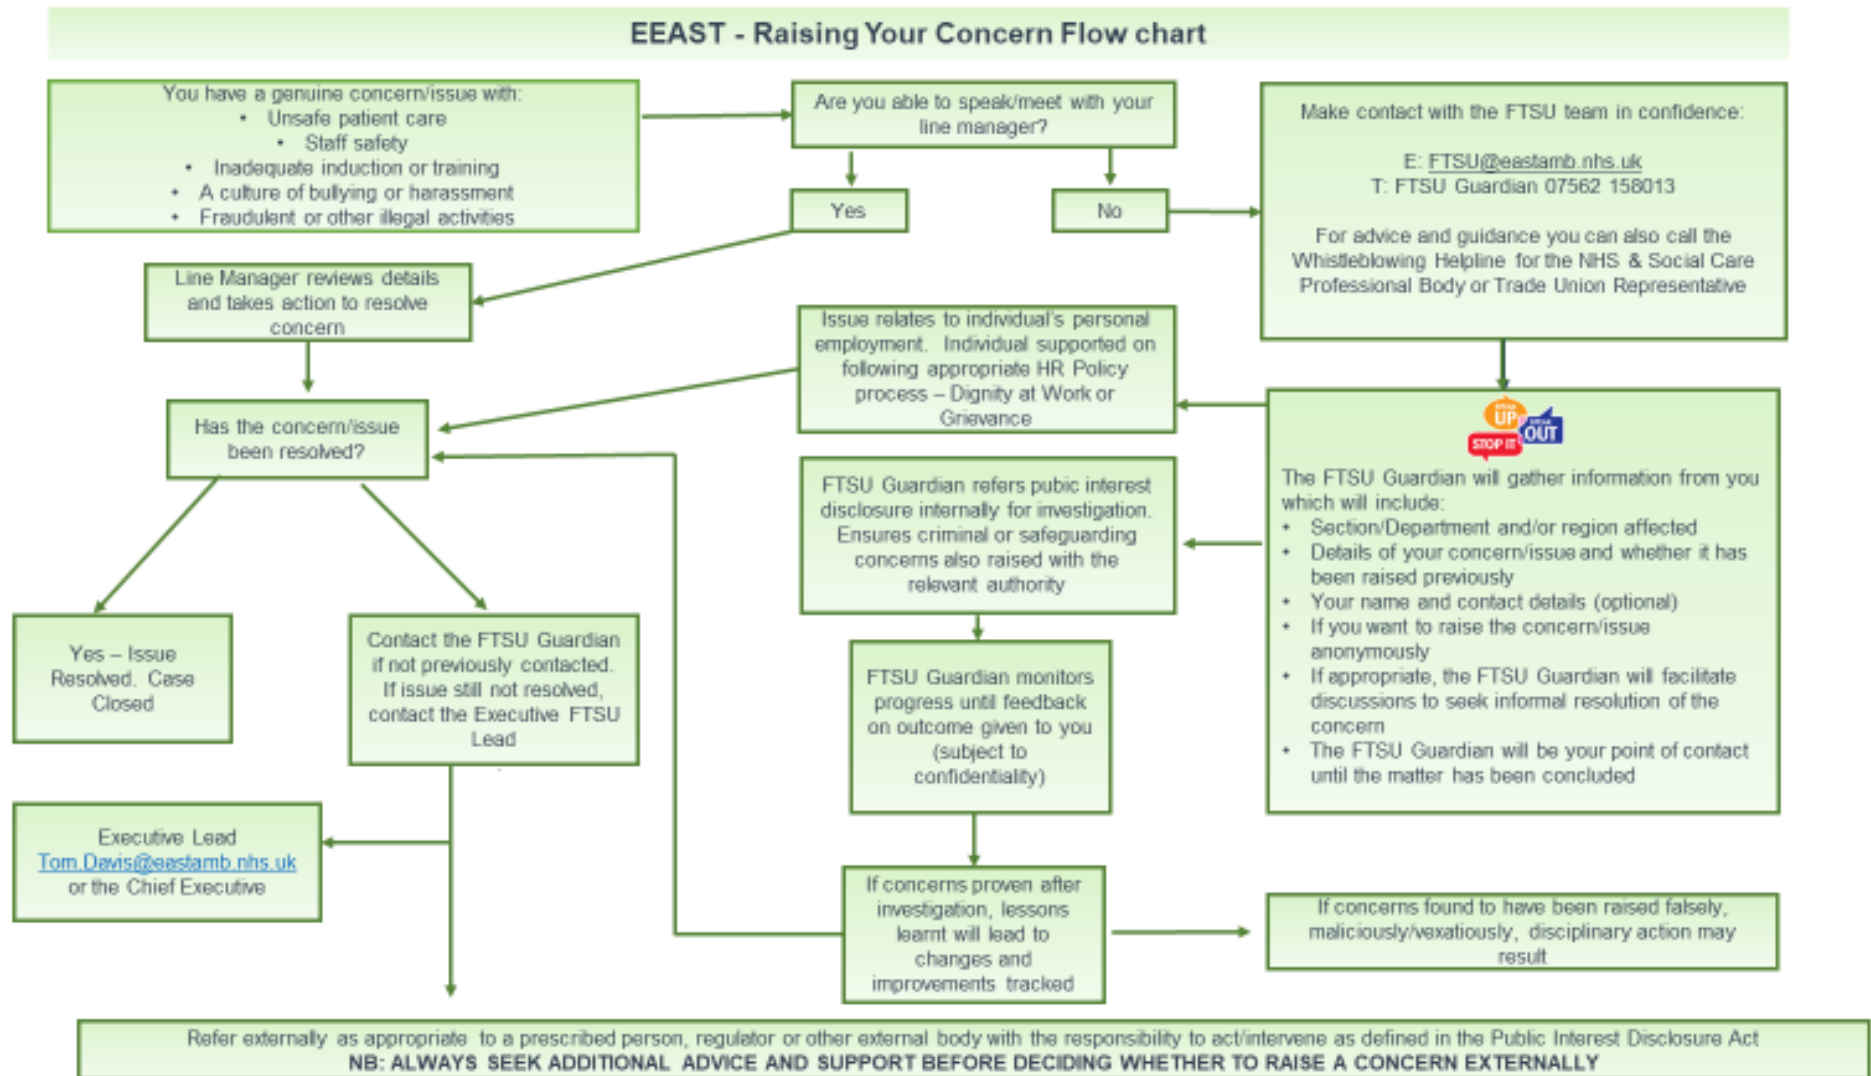 EEAST - Raising Your Concern Flow chart
You have a genuine concern/issue with:
• Unsafe patient care
• Staff safety
• Inadequate induction or training
• A culture of bullying or harassment
• Fraudulent or other illegal activities
Are you able to speak/meet with your
line manager?
Yes
No
Make contact with the FTSU team in confidence:
E: FTSU@eastamb.nhs.uk
T: FTSU Guardian 07562 158013
For advice and guidance you can also call the
Whistleblowing Helpline for the NHS & Social Care
Professional Body or Trade Union Representative
Line Manager reviews details
and takes action to resolve
concern
Issue relates to individual's personal
employment. Individual supported on
following appropriate HR Policy
process – Dignity at Work or
Grievance
Has the concern/issue
been resolved?
FTSU Guardian refers pubic interest
disclosure internally for investigation.
Ensures criminal or safeguarding
concerns also raised with the
relevant authority
SPEAK
UP
SPEAK
OUT
STOP IT
The FTSU Guardian will gather information from you
which will include:
• Section/Department and/or region affected
• Details of your concern/issue and whether it has
been raised previously
• Your name and contact details (optional)
• If you want to raise the concern/issue
anonymously
• If appropriate, the FTSU Guardian will facilitate
discussions to seek informal resolution of the
concern
• The FTSU Guardian will be your point of contact
until the matter has been concluded
Yes – Issue
Resolved. Case
Closed
Contact the FTSU Guardian
if not previously contacted.
If issue still not resolved,
contact the Executive FTSU
Lead
FTSU Guardian monitors
progress until feedback
on outcome given to you
(subject to
confidentiality)
Executive Lead
Tom.Davis@eastamb.nhs.uk
or the Chief Executive
If concerns proven after
investigation, lessons
learnt will lead to
changes and
improvements tracked
If concerns found to have been raised falsely,
maliciously/vexatiously, disciplinary action may
result
Refer externally as appropriate to a prescribed person, regulator or other external body with the responsibility to act/intervene as defined in the Public Interest Disclosure Act
NB: ALWAYS SEEK ADDITIONAL ADVICE AND SUPPORT BEFORE DECIDING WHETHER TO RAISE A CONCERN EXTERNALLY